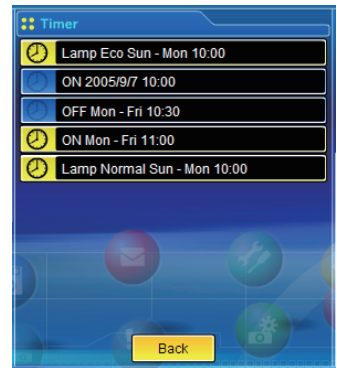 Timer
Lamp Eco Sun - Mon 10:00
ON 2005/9/7 10:00
OFF Mon - Fri 10:30
ON Mon - Fri 11:00
Lamp Normal Sun - Mon 10:00
Back